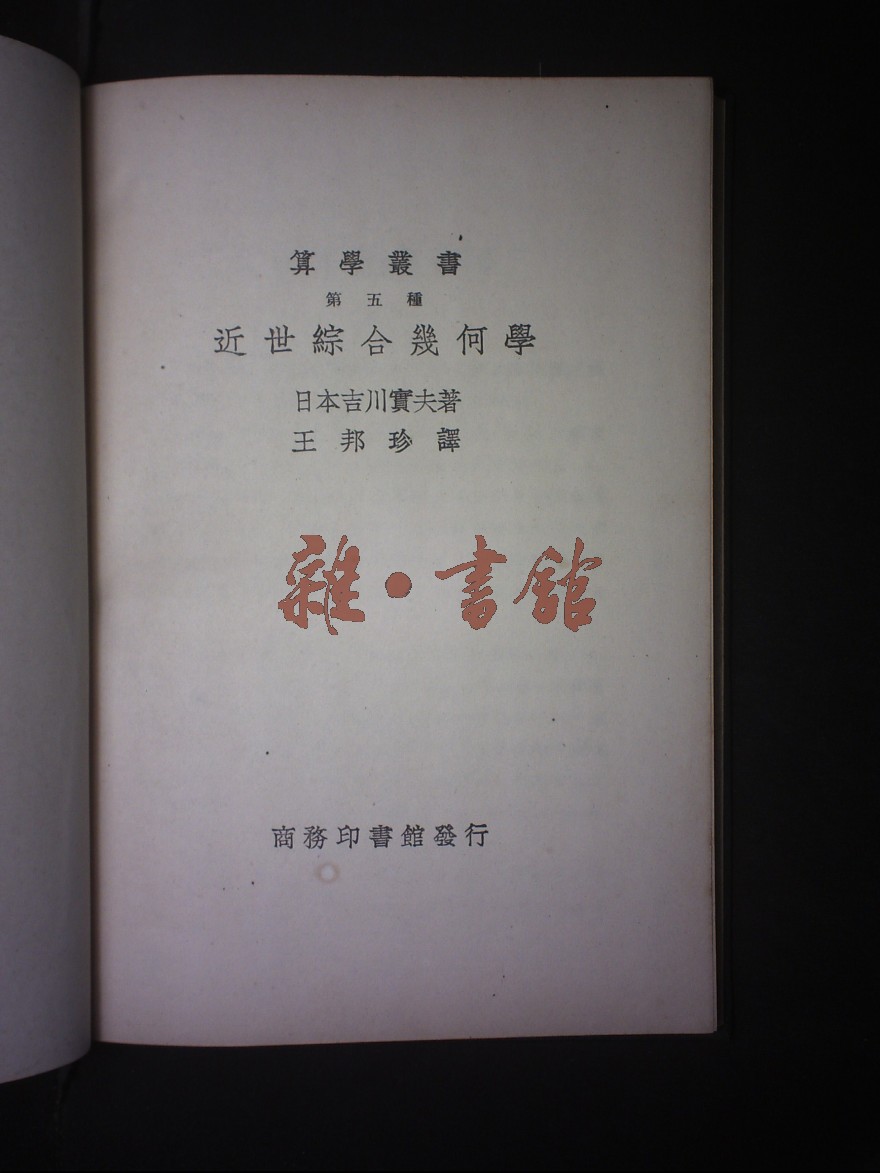 算學叢書
第五種
近世綜合幾何學
日本吉川實夫著
王邦珍譯
雜·書館
商務印書館發行